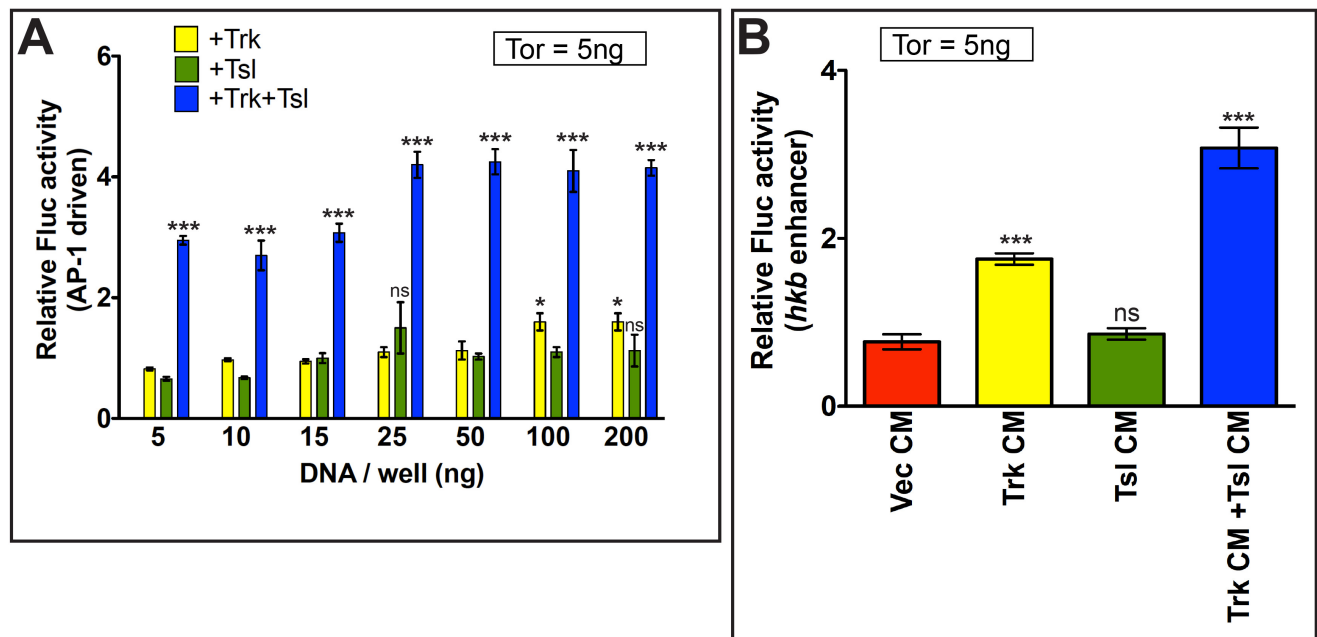 A
+Trk
+Tsl
+Trk+Tsl
Tor = 5ng
Relative Fluc activity
(AP-1 driven)
6
4
2
0
***
***
***
***
***
***
***
ns
*
*
ns
5 10 15 25 50 100 200
DNA / well (ng)
B
Tor = 5ng
Relative Fluc activity
(hkb enhancer)
4
2
0
***
ns
***
Vec CM
Trk CM
Tsl CM
Trk CM +Tsl CM